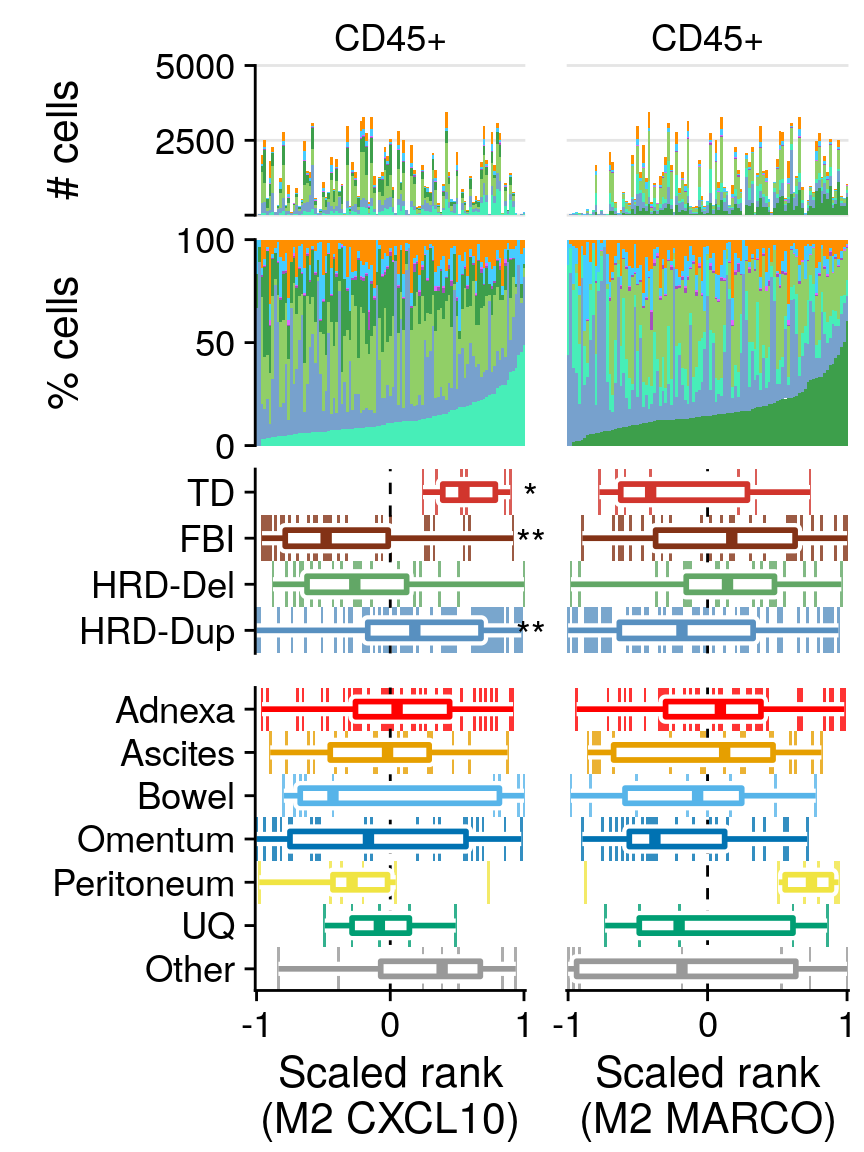 CD45+ CD45+
# cells
5000
2500
% cells
100
50
0
TD *
FBI **
HRD-Del
HRD-Dup **
Adnexa
Ascites
Bowel
Omentum
Peritoneum
UQ
Other
-1 0 1 -1 0 1
Scaled rank Scaled rank
(M2 CXCL10) (M2 MARCO)